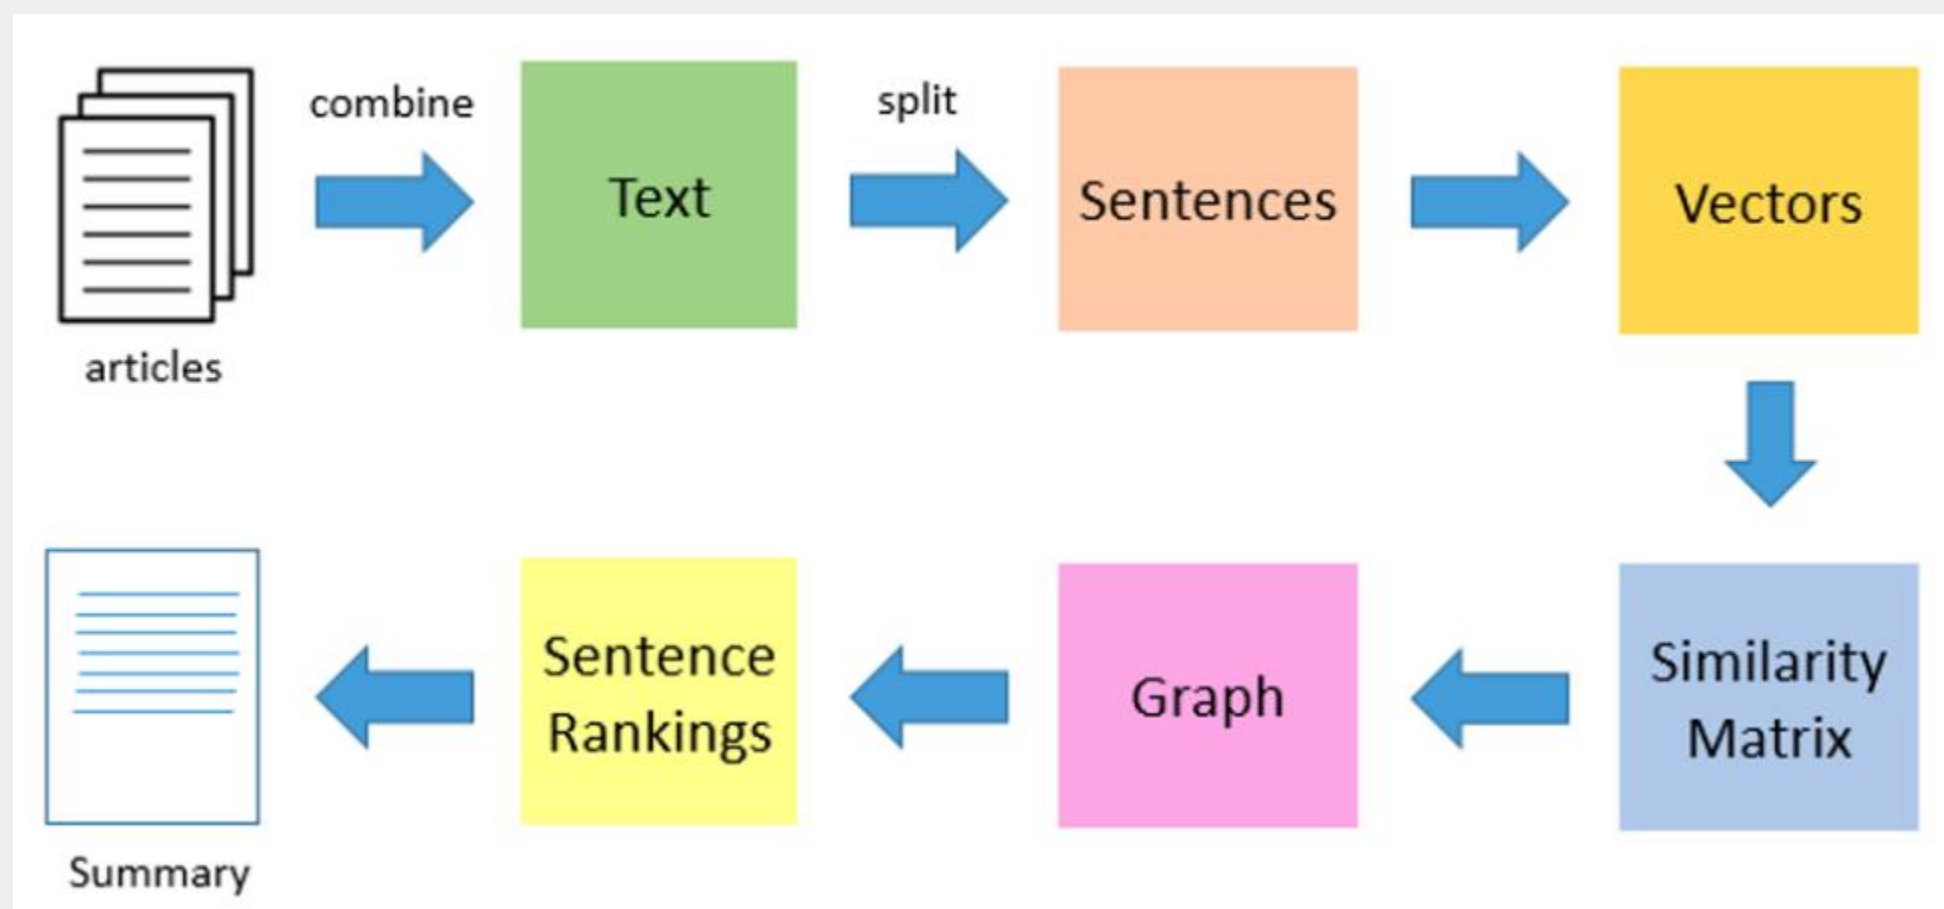 combine
split
Text
Sentences
Vectors
articles
Similarity
Matrix
Graph
Sentence
Rankings
Summary